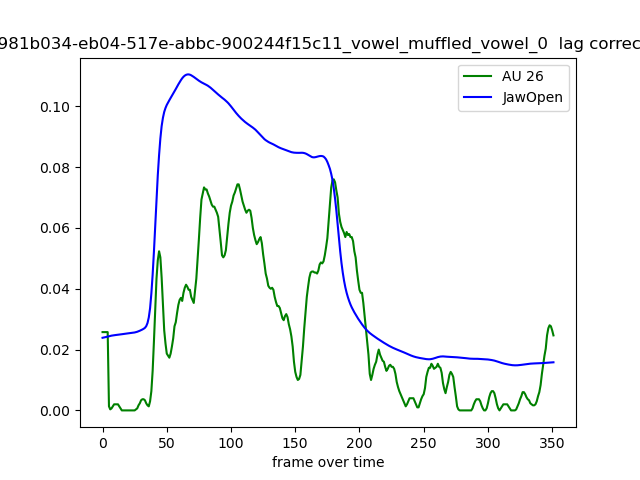 981b034-eb04-517e-abbc-900244f15c11_vowel_muffled_vowel_0  lag correc
AU 26
JawOpen
0.10
0.08
0.06
0.04
0.02
0.00
0 50 100 150 200 250 300 350
frame over time